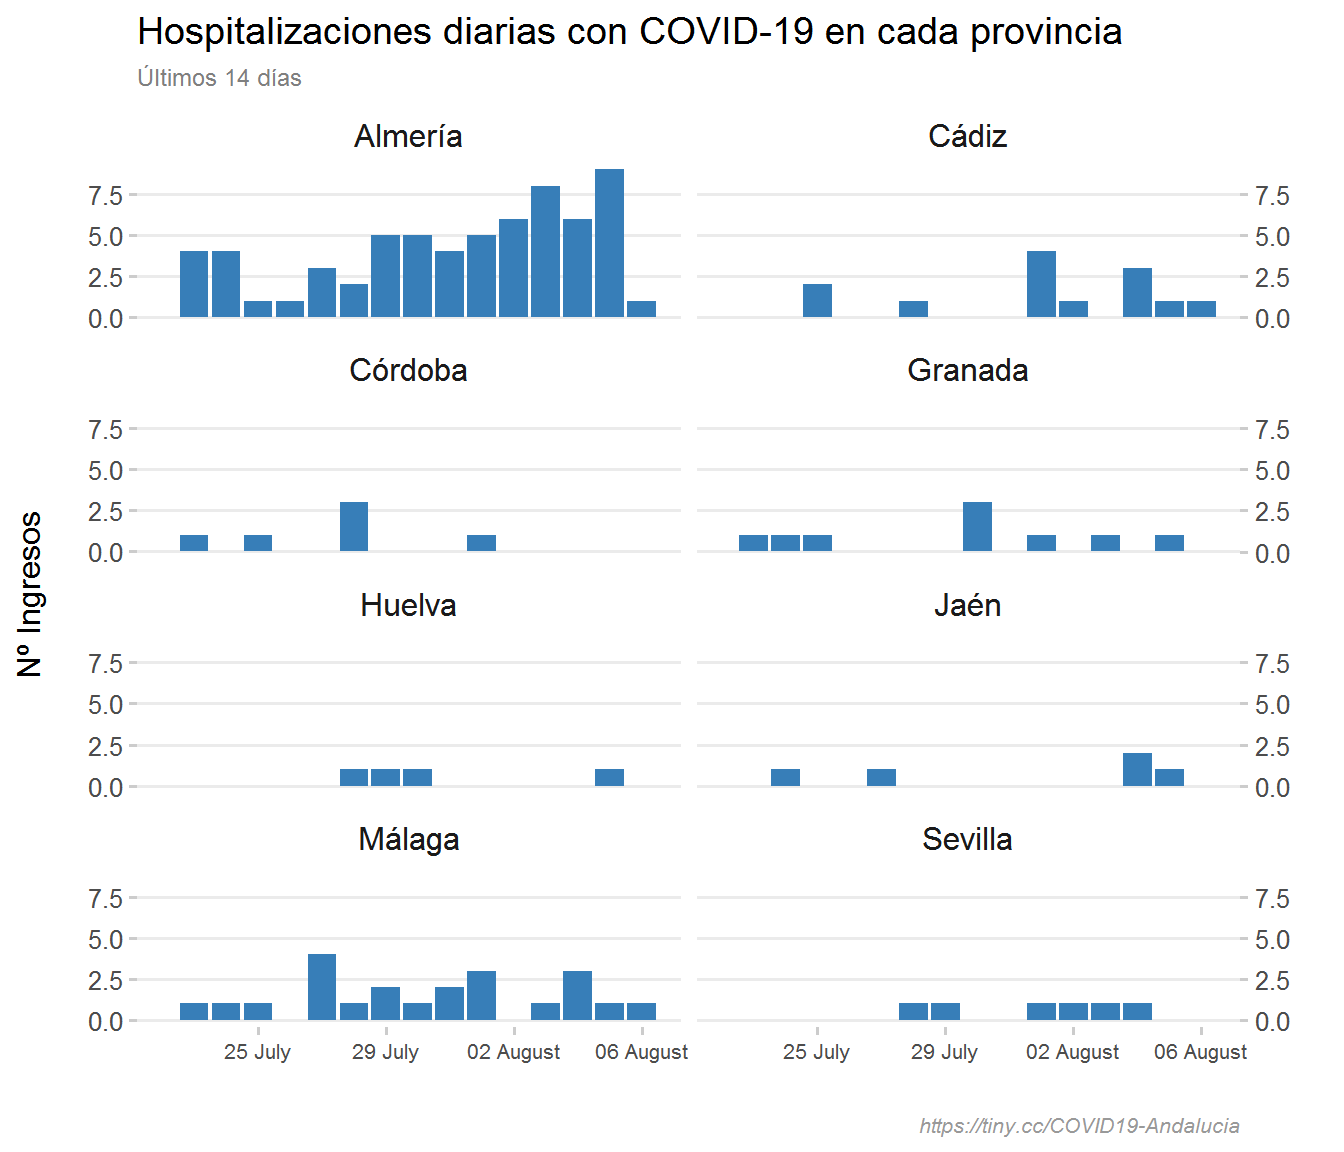 Hospitalizaciones diarias con COVID-19 en cada provincia
Últimos 14 días
Almería
Cádiz
7.5
5.0
2.5
0.0
7.5
5.0
2.5
0.0
Córdoba
Granada
7.5
5.0
2.5
0.0
7.5
5.0
2.5
0.0
Nº Ingresos
Huelva
Jaén
7.5
5.0
2.5
0.0
7.5
5.0
2.5
0.0
Málaga
Sevilla
7.5
5.0
2.5
0.0
7.5
5.0
2.5
0.0
25 July 29 July 02 August 06 August
25 July 29 July 02 August 06 August
https://tiny.cc/COVID19-Andalucia